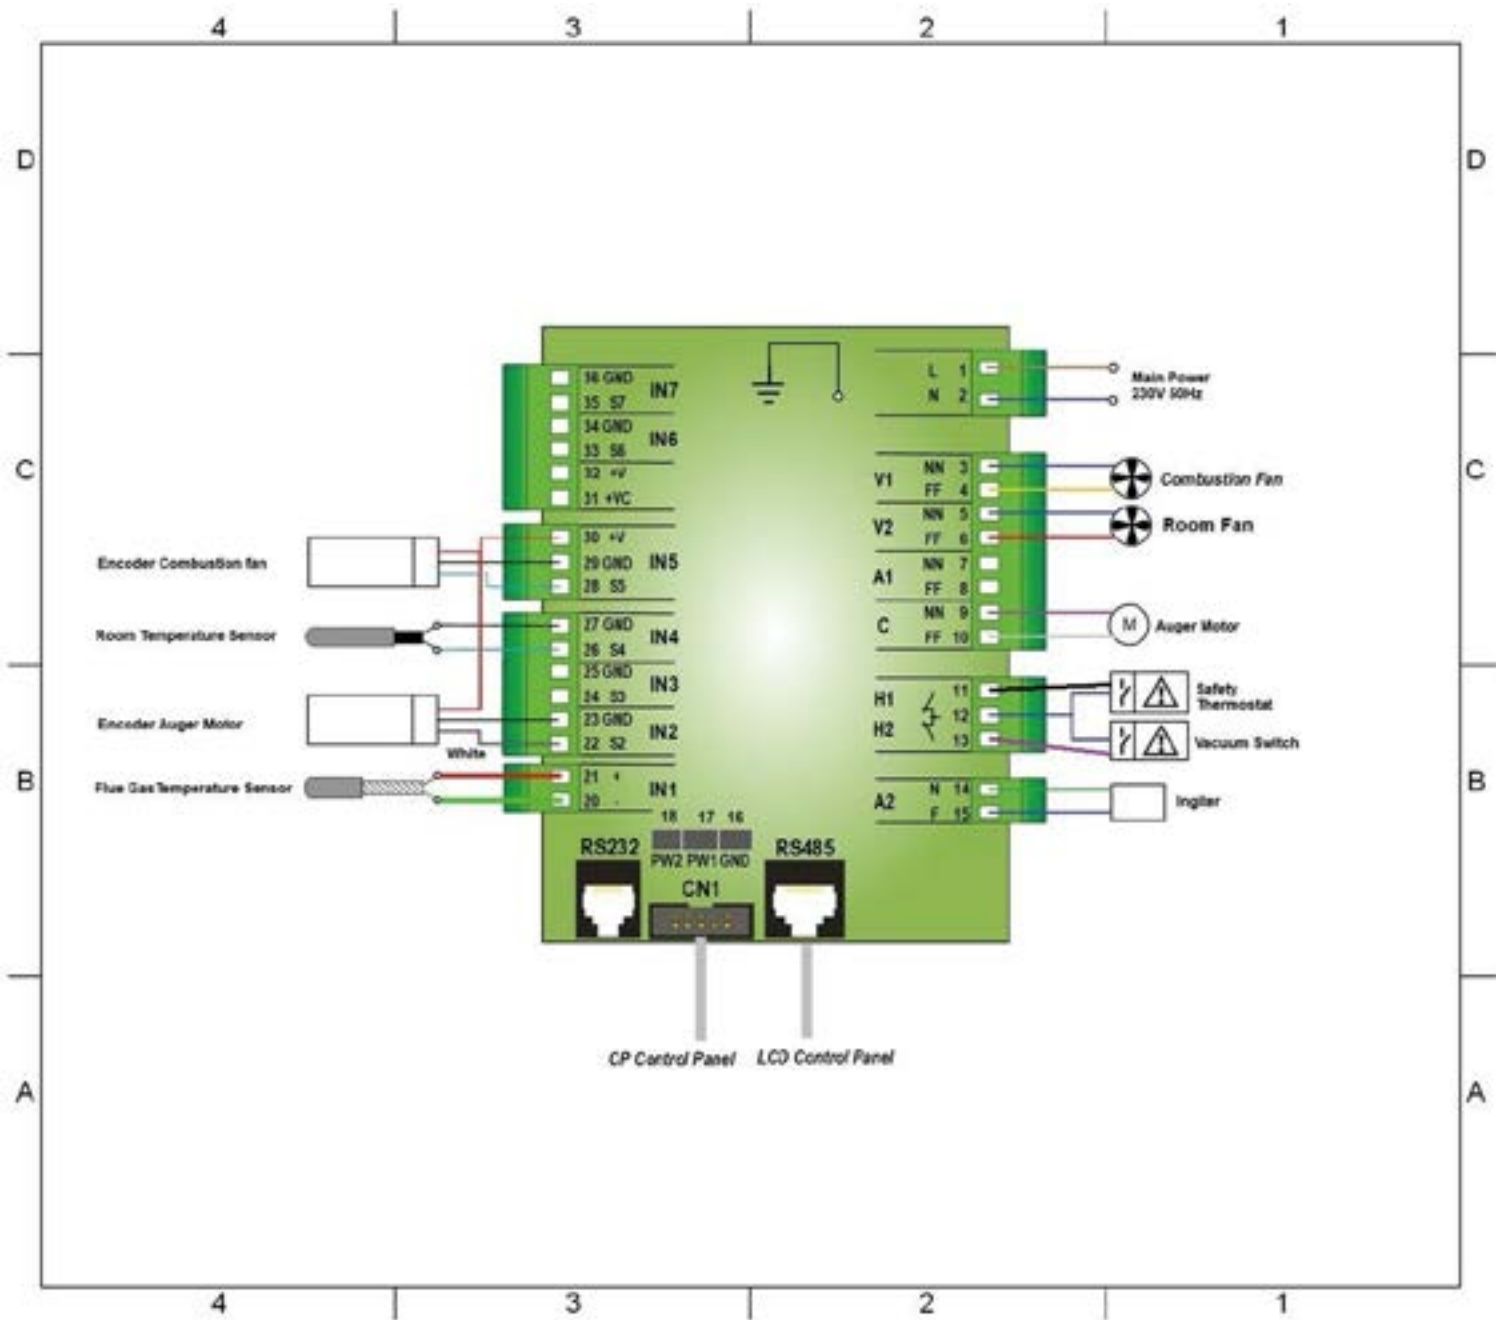 4 3 2 1
D D
36 GND IN7
35 S7
34 GND IN6
33 S6
32 +V
31 +VC
L 1 Main Power
N 2 230V 50Hz
C C
V1 NN 3 Combustion Fan
FF 4
V2 NN 5 Room Fan
FF 6
A1 NN 7
FF 8
C NN 9 Auger Motor
M
FF 10
Encoder Combustion fan
30 +V
29 GND IN5
28 S5
Room Temperature Sensor
27 GND IN4
26 S4
25 GND IN3
24 S3
Encoder Auger Motor
23 GND IN2
22 S2
White
Flue Gas Temperature Sensor
21 + IN1
20 -
H1 11 Safety
Thermostat
12
H2 13 Vacuum Switch
B B
A2 N 14 Igniter
F 15
18 17 16
RS232 PW2 PW1 GND RS485
CN1
CP Control Panel LCD Control Panel
A A
4 3 2 1